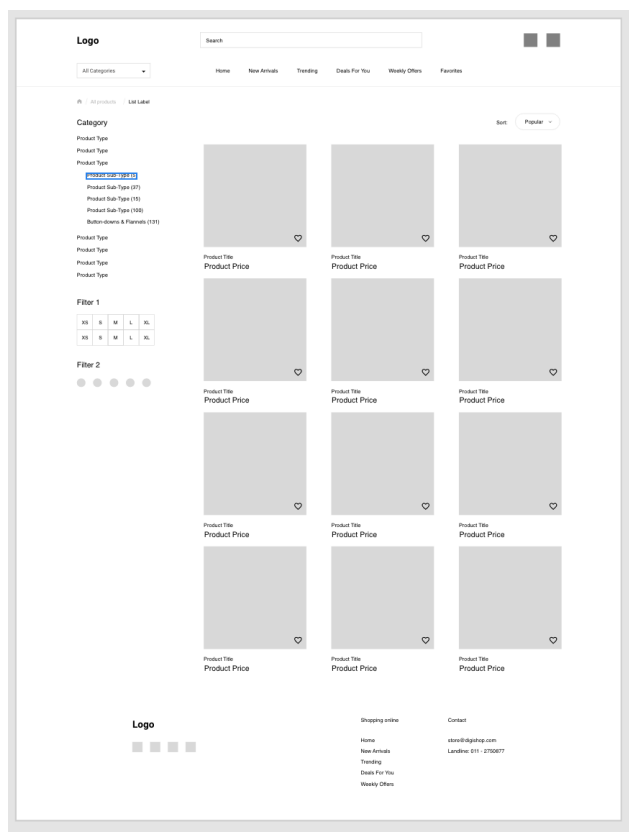 Logo
Search
All Categories
Home New Arrivals Trending Deals For You Weekly Offers Favorites
All products List Label
Category
Sort: Popular
Product Type
Product Type
Product Type
Product Sub-Type
Product Sub-Type (37)
Product Sub-Type (15)
Product Sub-Type (100)
Button-downs & Flannels (131)
Product Type
Product Type
Product Type
Product Type
Filter 1
XS S M L XL
XS S M L XL
Filter 2
Product Title Product Title Product Title
Product Price Product Price Product Price
Product Title Product Title Product Title
Product Price Product Price Product Price
Product Title Product Title Product Title
Product Price Product Price Product Price
Product Title Product Title Product Title
Product Price Product Price Product Price
Logo
Shopping online
Home
New Arrivals
Trending
Deals For You
Weekly Offers
Contact
store@digishop.com
Landline: 011 - 2750877